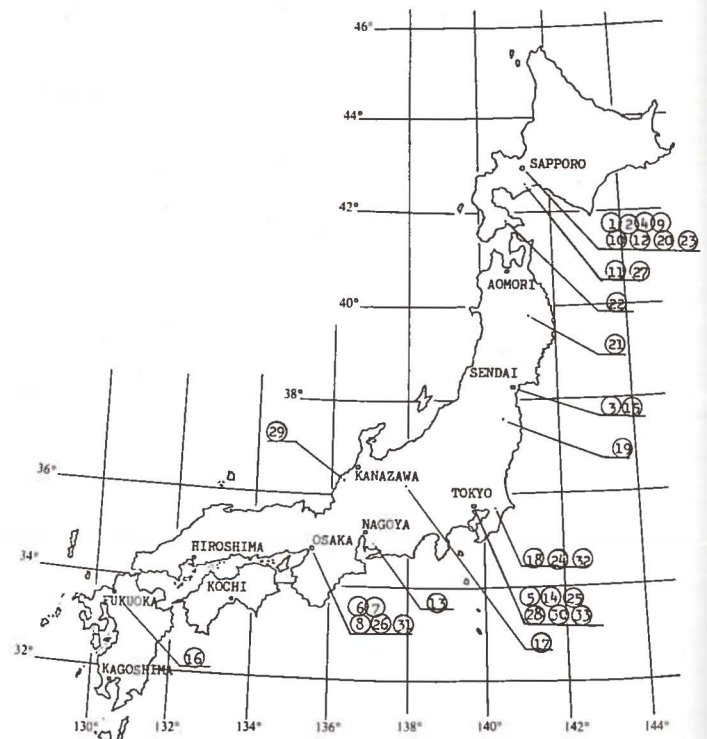 46°
44°
SAPPORO
42°
① ② ④ ⑨
⑩ ⑫ ⑳ ㉓
⑪ ㉗
AOMORI
㉒
40°
㉑
SENDAI
38°
③ ⑮
㉙
⑲
36°
KANAZAWA
TOKYO
NAGOYA
OSAKA
HIROSHIMA
⑱ ㉔ ㉜
34°
KOCHI
FUKUOKA
⑤ ⑭ ㉕
⑥ ⑦
⑬
㉘ ㉚ ㉝
⑧ ㉖ ㉛
⑰
32°
⑯
KAGOSHIMA
130° 132° 134° 136° 138° 140° 142° 144°